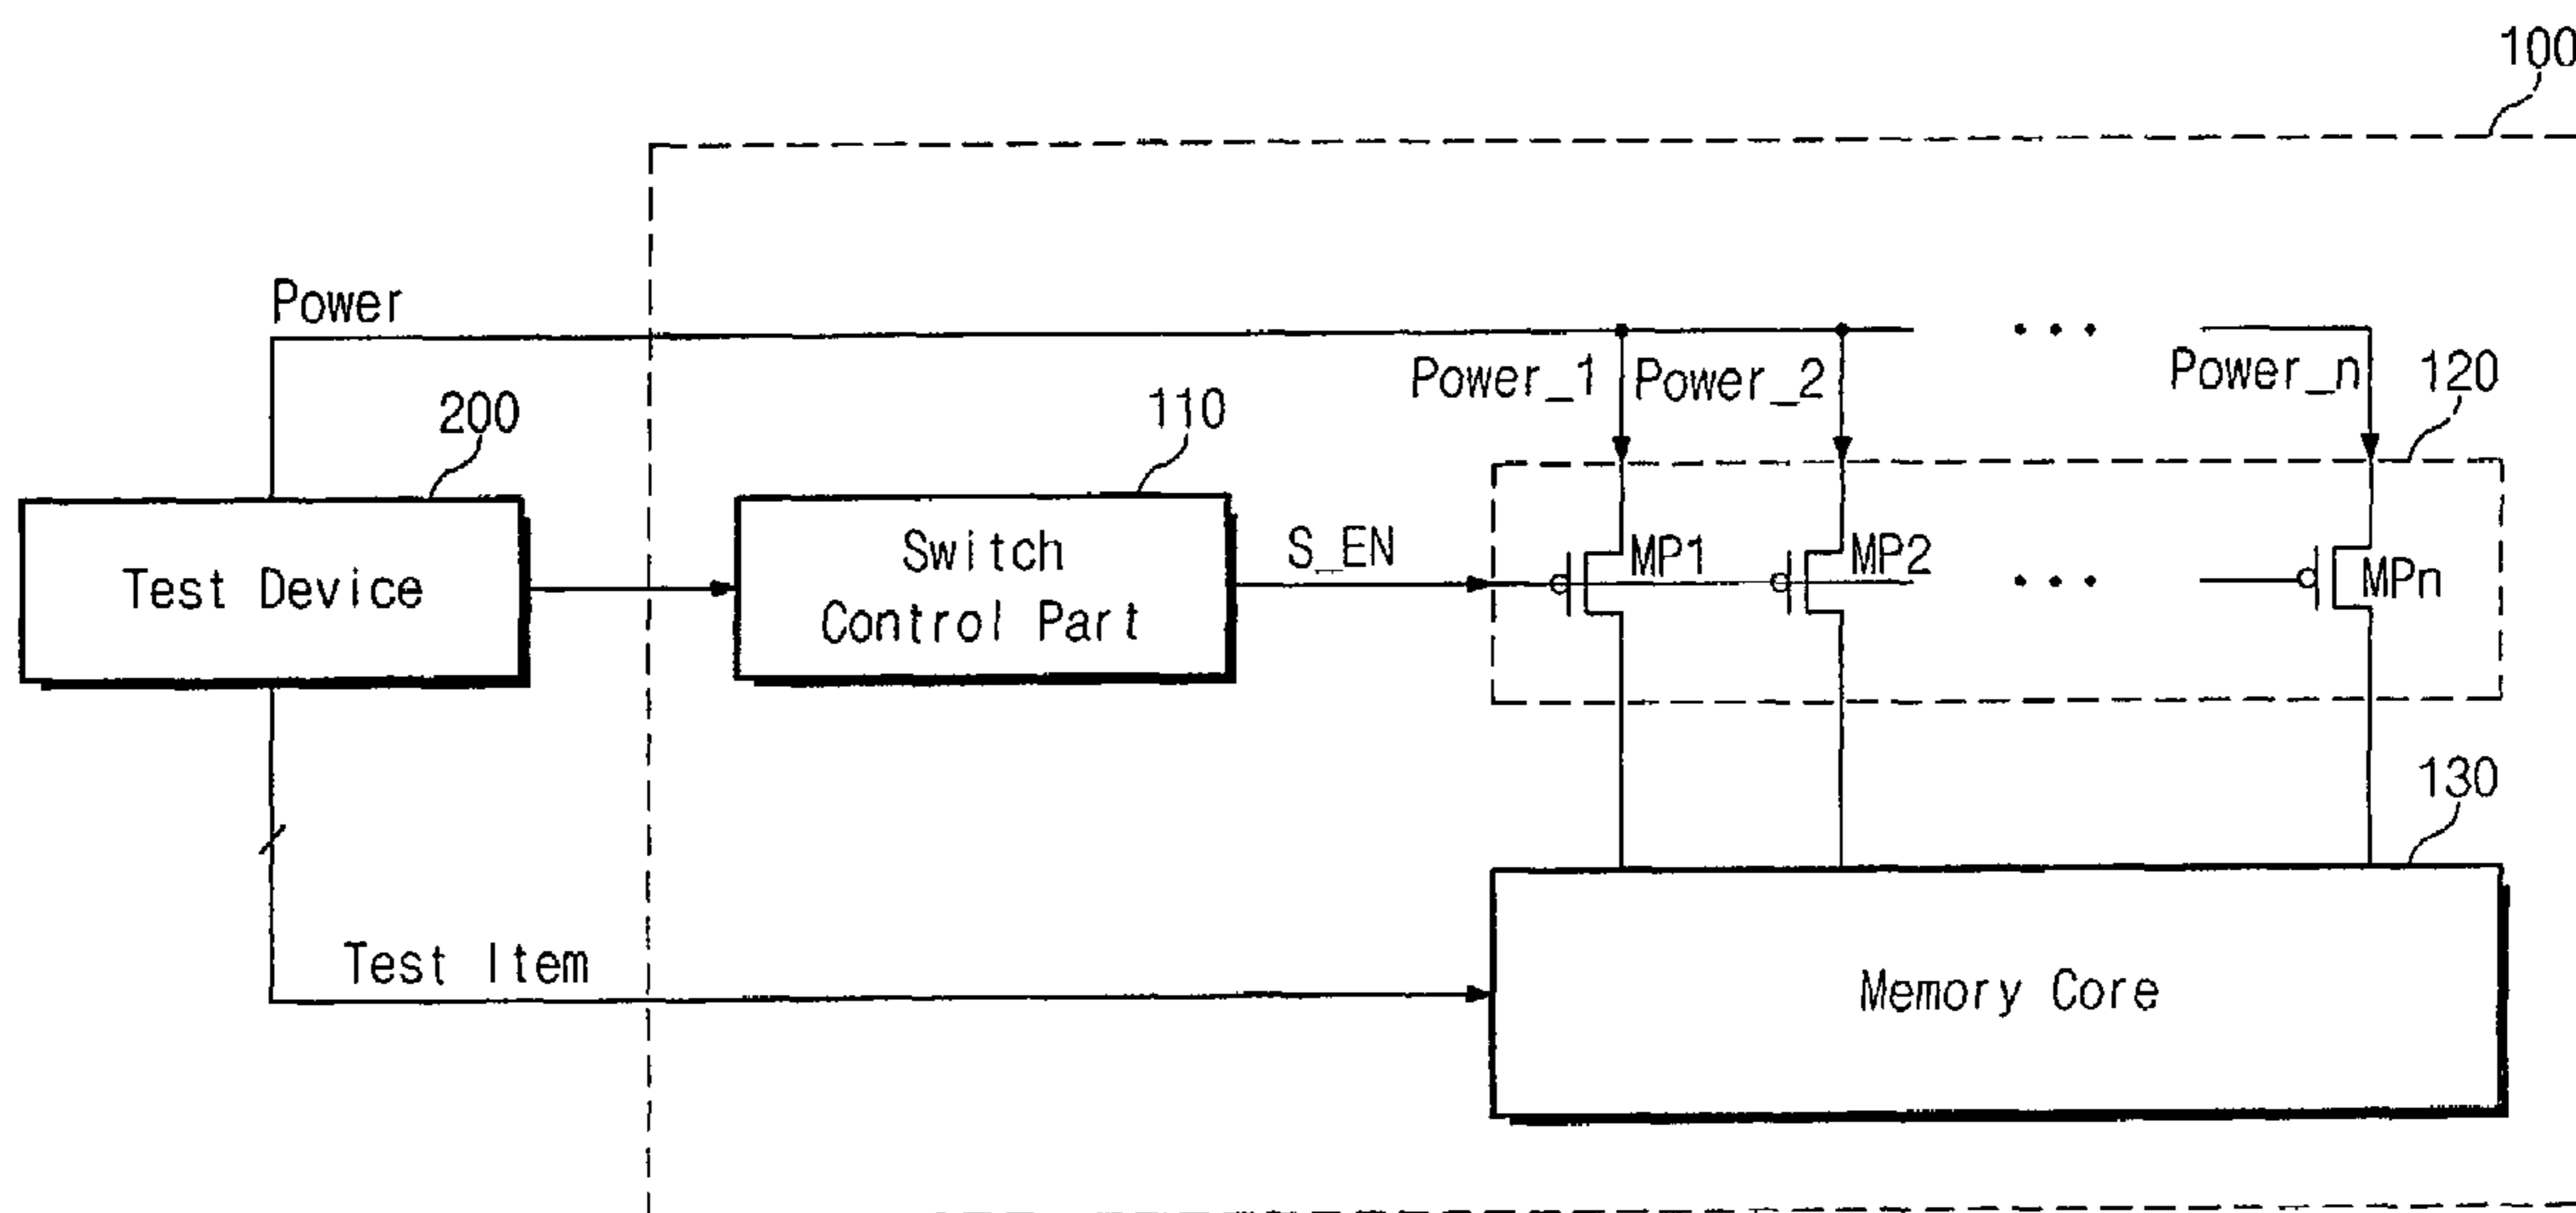 100
Power
Power_1
Power_2
Power_n
120
200
110
Test Device
Switch
Control Part
S_EN
MP1
MP2
MPn
130
Test Item
Memory Core